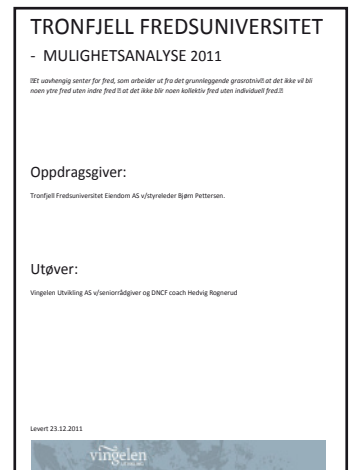 TRONFJELL FREDSUNIVERSITET
- MULIGHETSANALYSE 2011
Et uavhengig senter for fred, som arbeider ut fra det grunnleggende grasrotnivå at det ikke vil bli
noen ytre fred uten indre fred at det ikke blir noen kollektiv fred uten individuell fred.
Oppdragsgiver:
Tronfjell Fredsuniversitet Eiendom AS v/styreleder Bjørn Pettersen.
Utøver:
Vingelen Utvikling AS v/seniorrådgiver og DNCF coach Hedvig Rognerud
Levert 23.12.2011
vingelen